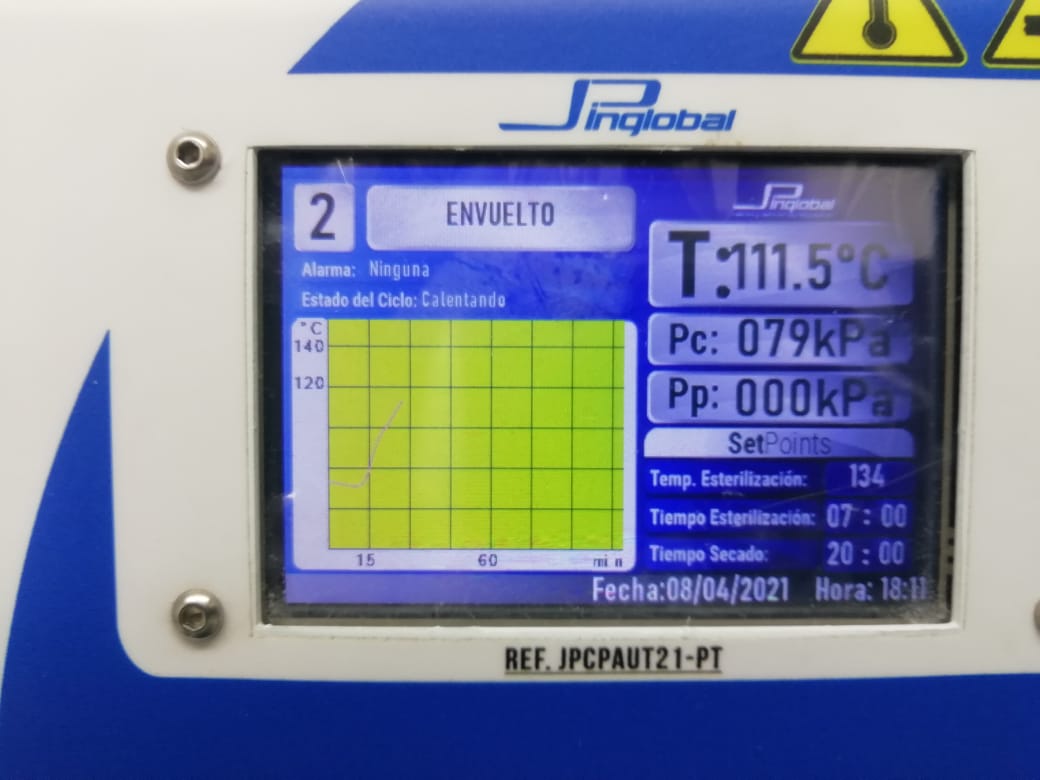 JPinglobal
2
ENVUELTO
JPinglobal
Alarma: Ninguna
Estado del Ciclo: Calentando
T:111.5°C
Pc: 079kPa
Pp: 000kPa
°C
140
120
15
60
min
SetPoints
Temp. Esterilización: 134
Tiempo Esterilización: 07 : 00
Tiempo Secado: 20 : 00
Fecha:08/04/2021 Hora: 18:11
REF. JPCPAUT21-PT